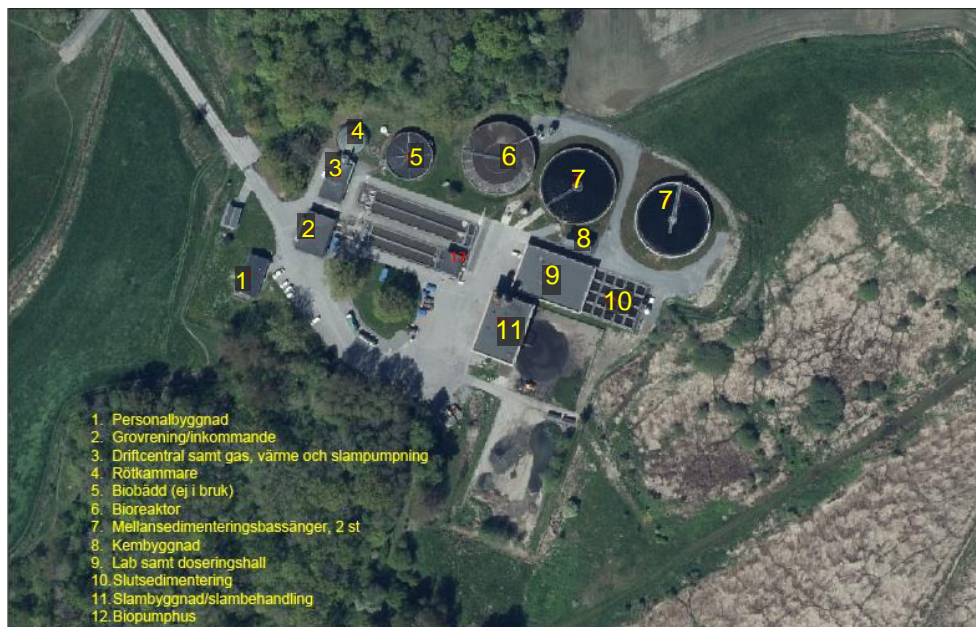 4
5
6
3
7
7
2
8
1
9
10
11
1. Personalbyggnad
2. Grovrening/inkommande
3. Driftcentral samt gas, värme och slampumpning
4. Rötkammare
5. Biobädd (ej i bruk)
6. Bioreaktor
7. Mellansedimenteringsbassänger, 2 st
8. Kembyggnad
9. Lab samt doseringshall
10. Slutsedimentering
11. Slambyggnad/slambehandling
12. Biopumphus